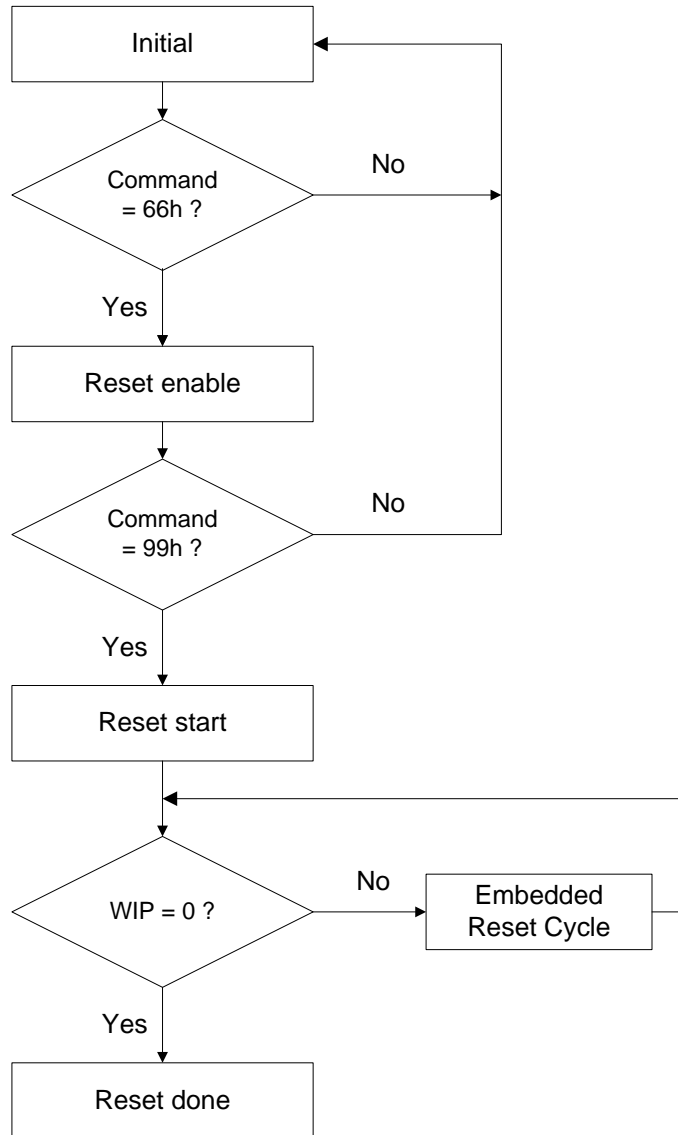 Initial
Command
= 66h ?
No
Yes
Reset enable
Command
= 99h ?
No
Yes
Reset start
WIP = 0 ?
No
Embedded
Reset Cycle
Yes
Reset done